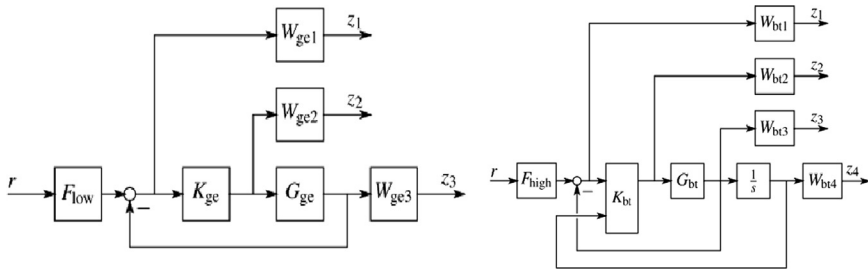 W_ge1 z_1
W_ge2 z_2
r F_low − K_ge G_ge W_ge3 z_3
W_bt1 z_1
W_bt2 z_2
W_bt3 z_3
r F_high − K_bt G_bt 1/s W_bt4 z_4